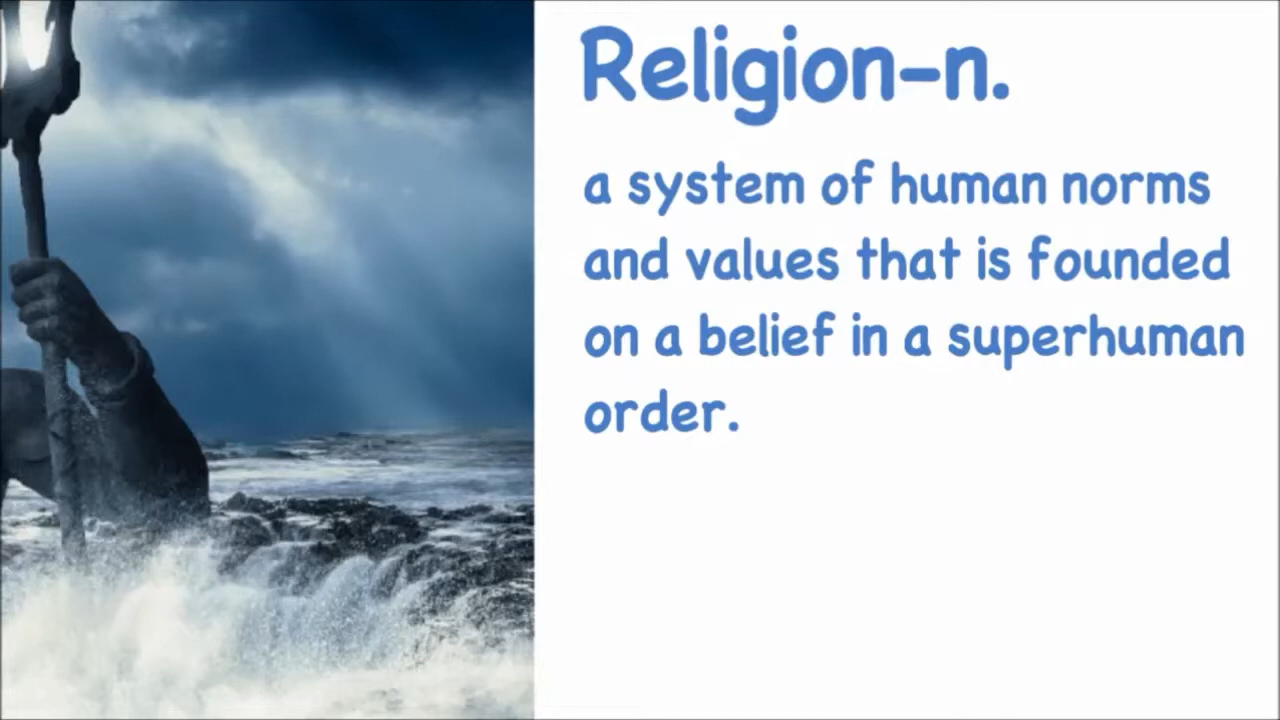 Religion-n.
a system of human norms
and values that is founded
on a belief in a superhuman
order.